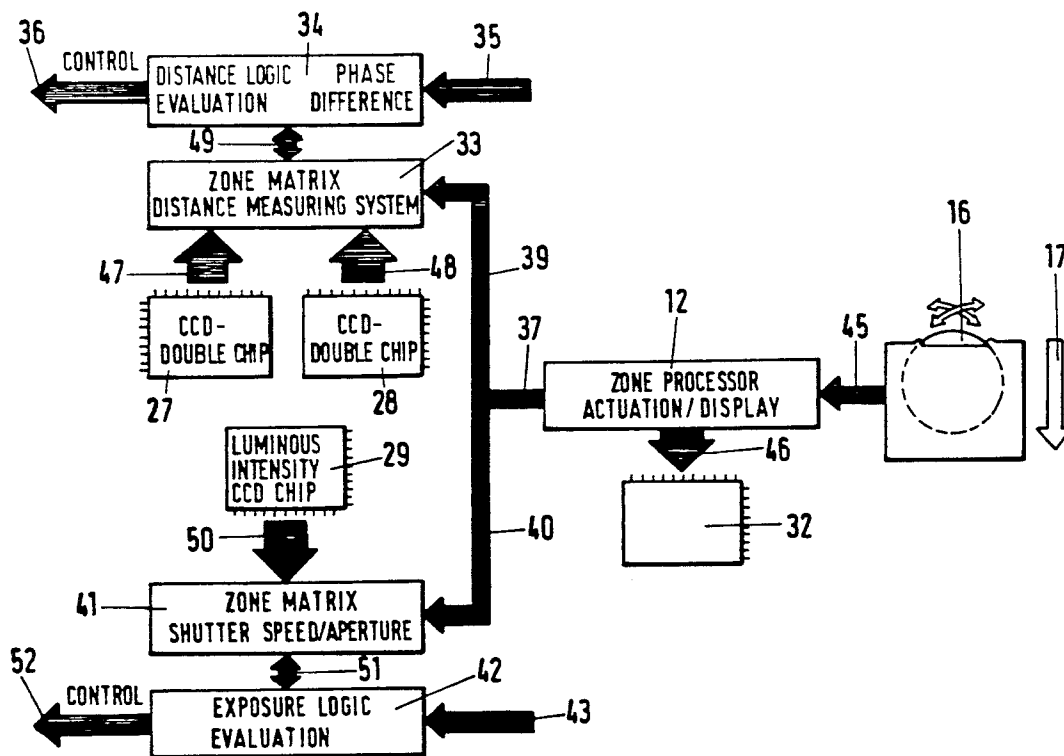 36
34
35
CONTROL
DISTANCE LOGIC PHASE
EVALUATION DIFFERENCE
49
33
ZONE MATRIX
DISTANCE MEASURING SYSTEM
47
48
39
16
17
CCD-
DOUBLE CHIP
CCD-
DOUBLE CHIP
27
28
37
12
45
ZONE PROCESSOR
ACTUATION/DISPLAY
46
LUMINOUS
INTENSITY
CCD CHIP
29
32
50
40
41
ZONE MATRIX
SHUTTER SPEED/APERTURE
51
52
CONTROL
42
EXPOSURE LOGIC
EVALUATION
43